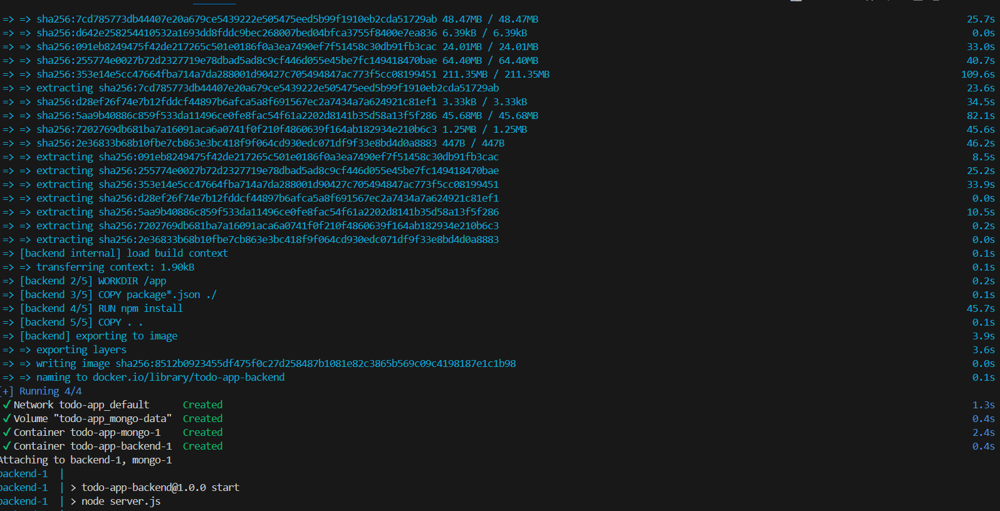 => => sha256:7cd785773db44407e20a679ce5439222e505475eed5b99f1910eb2cda51729ab 48.47MB / 48.47MB 25.7s
=> => sha256:d642e258254410532a1693dd8fddc9bec268007bed04bfca3755f8400e7ea836 6.39kB / 6.39kB 0.0s
=> => sha256:091eb8249475f42de217265c501e0186f0a3ea7490ef7f51458c30db91fb3cac 24.01MB / 24.01MB 33.0s
=> => sha256:255774e0027b72d2327719e78dbad5ad8c9cf446d055e45be7fc149418470bae 64.40MB / 64.40MB 40.7s
=> => sha256:353e14e5cc47664fba714a7da288001d90427c705494847ac773f5cc08199451 211.35MB / 211.35MB 109.6s
=> => extracting sha256:7cd785773db44407e20a679ce5439222e505475eed5b99f1910eb2cda51729ab 23.6s
=> => sha256:d28ef26f74e7b12fddcf44897b6afca5a8f691567ec2a7434a7a624921c81ef1 3.33kB / 3.33kB 34.5s
=> => sha256:5aa9b40886c859f533da11496ce0fe8fac54f61a2202d8141b35d58a13f5f286 45.68MB / 45.68MB 82.1s
=> => sha256:7202769db681ba7a16091aca6a0741f0f210f4860639f164ab182934e210b6c3 1.25MB / 1.25MB 45.6s
=> => sha256:2e36833b68b10fbe7cb863e3bc418f9f064cd930edc071df9f33e8bd4d0a8883 447B / 447B 46.2s
=> => extracting sha256:091eb8249475f42de217265c501e0186f0a3ea7490ef7f51458c30db91fb3cac 8.5s
=> => extracting sha256:255774e0027b72d2327719e78dbad5ad8c9cf446d055e45be7fc149418470bae 25.2s
=> => extracting sha256:353e14e5cc47664fba714a7da288001d90427c705494847ac773f5cc08199451 33.9s
=> => extracting sha256:d28ef26f74e7b12fddcf44897b6afca5a8f691567ec2a7434a7a624921c81ef1 0.0s
=> => extracting sha256:5aa9b40886c859f533da11496ce0fe8fac54f61a2202d8141b35d58a13f5f286 10.5s
=> => extracting sha256:7202769db681ba7a16091aca6a0741f0f210f4860639f164ab182934e210b6c3 0.2s
=> => extracting sha256:2e36833b68b10fbe7cb863e3bc418f9f064cd930edc071df9f33e8bd4d0a8883 0.0s
=> [backend internal] load build context 0.1s
=> => transferring context: 1.90kB 0.1s
=> [backend 2/5] WORKDIR /app 0.2s
=> [backend 3/5] COPY package*.json ./ 0.1s
=> [backend 4/5] RUN npm install 45.7s
=> [backend 5/5] COPY . . 0.1s
=> [backend] exporting to image 3.9s
=> => exporting layers 3.6s
=> => writing image sha256:8512b0923455df475f0c27d258487b1081e82c3865b569c09c4198187e1c1b98 0.0s
=> => naming to docker.io/library/todo-app-backend 0.1s
[+] Running 4/4
✓ Network todo-app_default Created 1.3s
✓ Volume "todo-app_mongo-data" Created 0.4s
✓ Container todo-app-mongo-1 Created 2.4s
✓ Container todo-app-backend-1 Created 0.4s
Attaching to backend-1, mongo-1
backend-1 |
backend-1 | > todo-app-backend@1.0.0 start
backend-1 | > node server.js